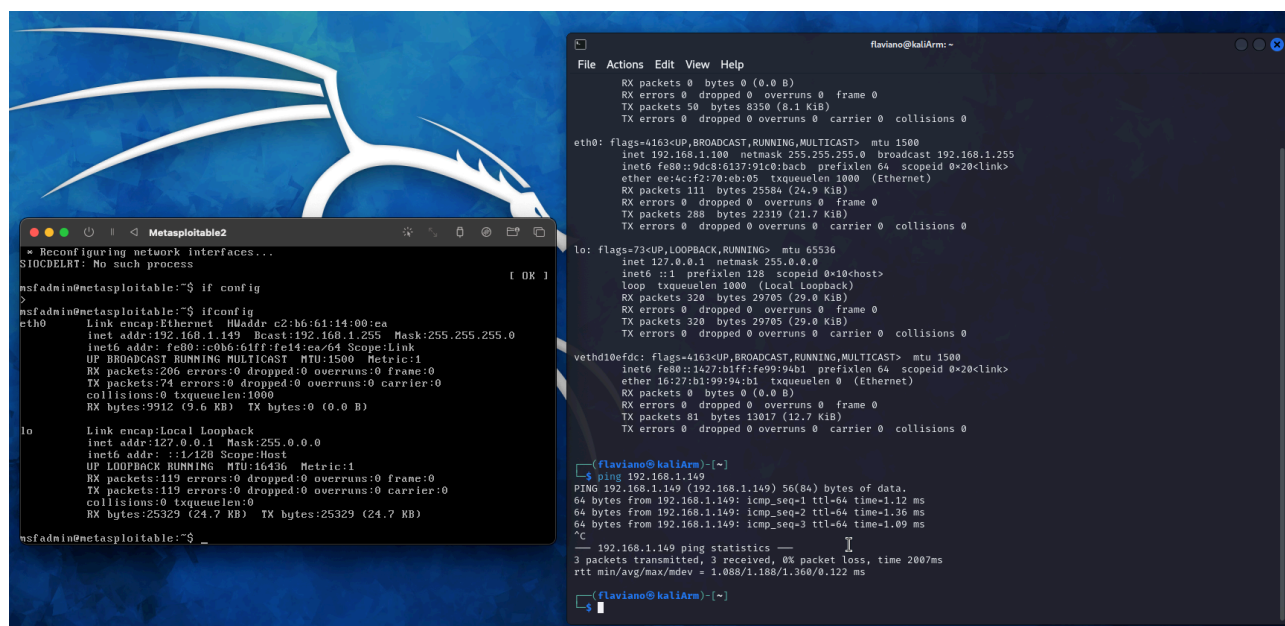 Metasploitable2
* Reconfiguring network interfaces...
SIOCDELRT: No such process
[ OK ]
msfadmin@metasploitable:~$ if config
>
msfadmin@metasploitable:~$ ifconfig
eth0 Link encap:Ethernet HWaddr c2:b6:61:14:00:ea
inet addr:192.168.1.149 Bcast:192.168.1.255 Mask:255.255.255.0
inet6 addr: fe80::c0b6:61ff:fe14:ea/64 Scope:Link
UP BROADCAST RUNNING MULTICAST MTU:1500 Metric:1
RX packets:206 errors:0 dropped:0 overruns:0 frame:0
TX packets:74 errors:0 dropped:0 overruns:0 carrier:0
collisions:0 txqueuelen:1000
RX bytes:9912 (9.6 KB) TX bytes:0 (0.0 B)
lo Link encap:Local Loopback
inet addr:127.0.0.1 Mask:255.0.0.0
inet6 addr: ::1/128 Scope:Host
UP LOOPBACK RUNNING MTU:16436 Metric:1
RX packets:119 errors:0 dropped:0 overruns:0 frame:0
TX packets:119 errors:0 dropped:0 overruns:0 carrier:0
collisions:0 txqueuelen:0
RX bytes:25329 (24.7 KB) TX bytes:25329 (24.7 KB)
msfadmin@metasploitable:~$ _
flaviano@kaliArm: ~
File Actions Edit View Help
RX packets 0 bytes 0 (0.0 B)
RX errors 0 dropped 0 overruns 0 frame 0
TX packets 50 bytes 8350 (8.1 KiB)
TX errors 0 dropped 0 overruns 0 carrier 0 collisions 0
eth0: flags=4163<UP,BROADCAST,RUNNING,MULTICAST> mtu 1500
inet 192.168.1.100 netmask 255.255.255.0 broadcast 192.168.1.255
inet6 fe80::9dc8:6137:91c0:bacb prefixlen 64 scopeid 0×20<link>
ether ee:4c:f2:70:eb:05 txqueuelen 1000 (Ethernet)
RX packets 111 bytes 25584 (24.9 KiB)
RX errors 0 dropped 0 overruns 0 frame 0
TX packets 288 bytes 22319 (21.7 KiB)
TX errors 0 dropped 0 overruns 0 carrier 0 collisions 0
lo: flags=73<UP,LOOPBACK,RUNNING> mtu 65536
inet 127.0.0.1 netmask 255.0.0.0
inet6 ::1 prefixlen 128 scopeid 0×10<host>
loop txqueuelen 1000 (Local Loopback)
RX packets 320 bytes 29705 (29.0 KiB)
RX errors 0 dropped 0 overruns 0 frame 0
TX packets 320 bytes 29705 (29.0 KiB)
TX errors 0 dropped 0 overruns 0 carrier 0 collisions 0
vethd10efdc: flags=4163<UP,BROADCAST,RUNNING,MULTICAST> mtu 1500
inet6 fe80::1427:b1ff:fe99:94b1 prefixlen 64 scopeid 0×20<link>
ether 16:27:b1:99:94:b1 txqueuelen 0 (Ethernet)
RX packets 0 bytes 0 (0.0 B)
RX errors 0 dropped 0 overruns 0 frame 0
TX packets 81 bytes 13017 (12.7 KiB)
TX errors 0 dropped 0 overruns 0 carrier 0 collisions 0
┌──(flaviano㉿kaliArm)-[~]
└─$ ping 192.168.1.149
PING 192.168.1.149 (192.168.1.149) 56(84) bytes of data.
64 bytes from 192.168.1.149: icmp_seq=1 ttl=64 time=1.12 ms
64 bytes from 192.168.1.149: icmp_seq=2 ttl=64 time=1.36 ms
64 bytes from 192.168.1.149: icmp_seq=3 ttl=64 time=1.09 ms
^C
── 192.168.1.149 ping statistics ──
3 packets transmitted, 3 received, 0% packet loss, time 2007ms
rtt min/avg/max/mdev = 1.088/1.188/1.360/0.122 ms
┌──(flaviano㉿kaliArm)-[~]
└─$